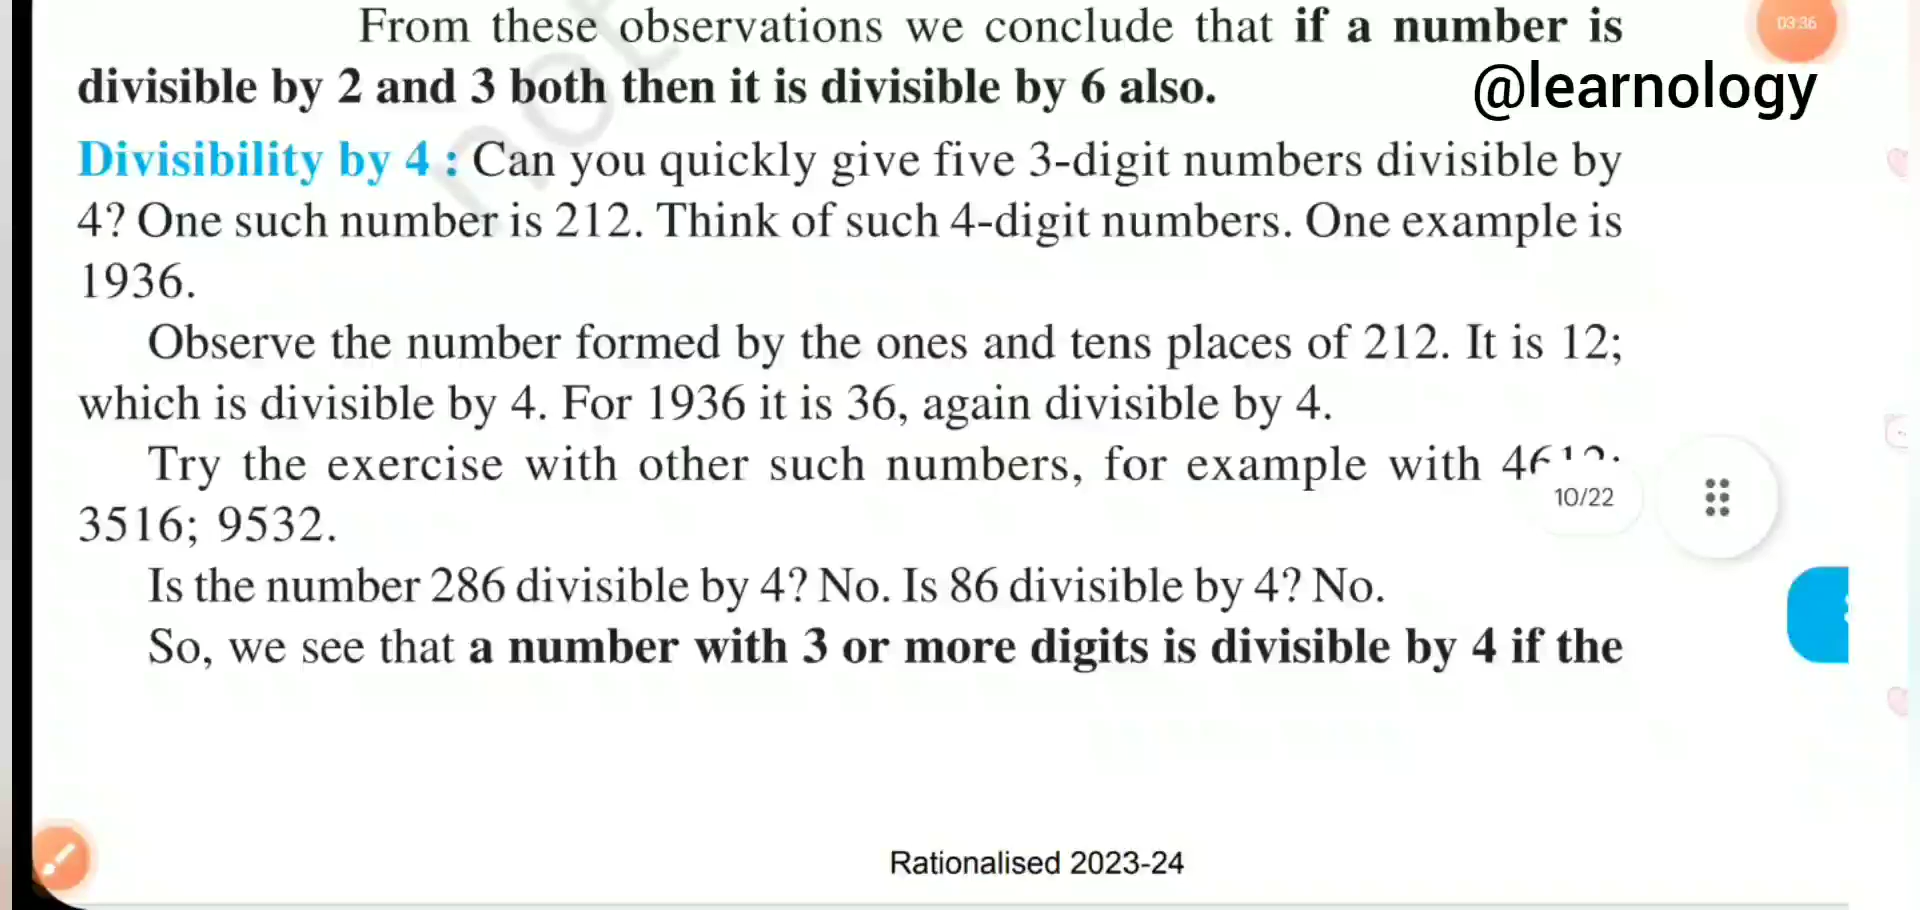 From these observations we conclude that if a number is
03:36
divisible by 2 and 3 both then it is divisible by 6 also.
@learnology
Divisibility by 4 : Can you quickly give five 3-digit numbers divisible by
4? One such number is 212. Think of such 4-digit numbers. One example is
1936.
Observe the number formed by the ones and tens places of 212. It is 12;
which is divisible by 4. For 1936 it is 36, again divisible by 4.
Try the exercise with other such numbers, for example with
10/22
3516; 9532.
Is the number 286 divisible by 4? No. Is 86 divisible by 4? No.
So, we see that a number with 3 or more digits is divisible by 4 if the
Rationalised 2023-24
not